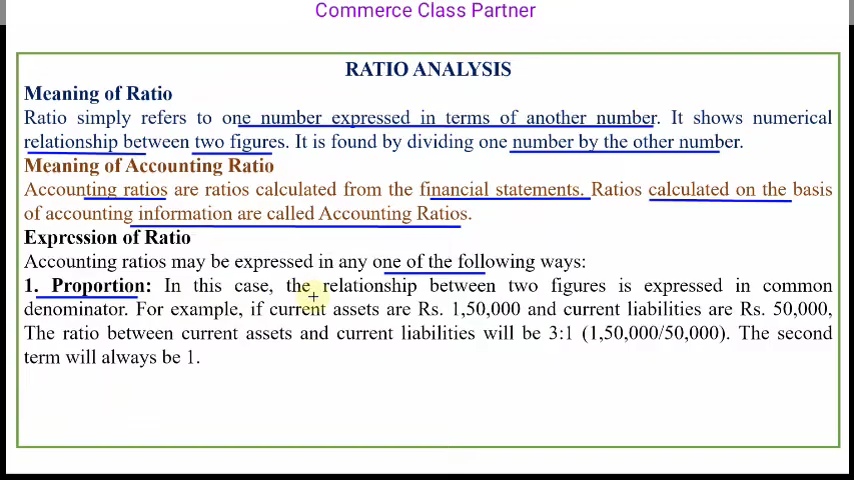 Commerce Class Partner
RATIO ANALYSIS
Meaning of Ratio
Ratio simply refers to one number expressed in terms of another number. It shows numerical
relationship between two figures. It is found by dividing one number by the other number.
Meaning of Accounting Ratio
Accounting ratios are ratios calculated from the financial statements. Ratios calculated on the basis
of accounting information are called Accounting Ratios.
Expression of Ratio
Accounting ratios may be expressed in any one of the following ways:
1. Proportion: In this case, the relationship between two figures is expressed in common
denominator. For example, if current assets are Rs. 1,50,000 and current liabilities are Rs. 50,000,
The ratio between current assets and current liabilities will be 3:1 (1,50,000/50,000). The second
term will always be 1.